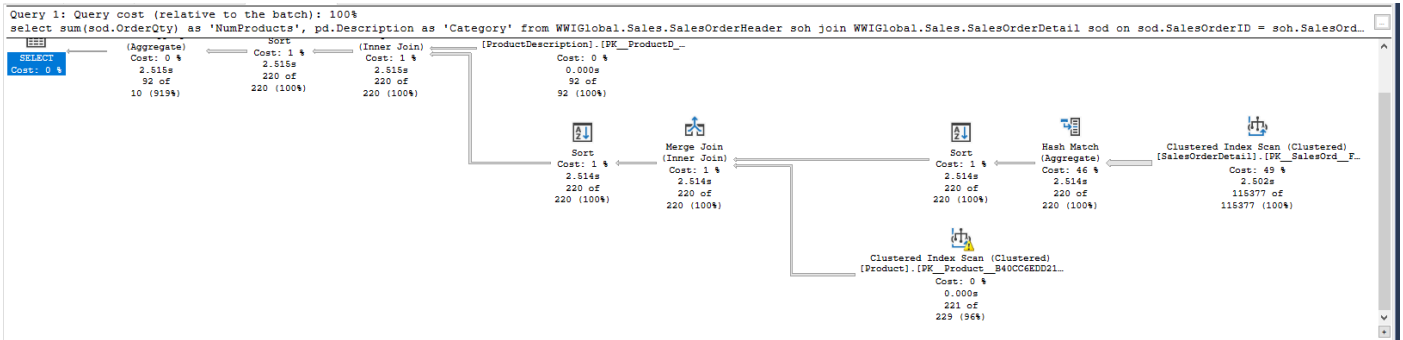 Query 1: Query cost (relative to the batch): 100%
select sum(sod.OrderQty) as 'NumProducts', pd.Description as 'Category' from WWIGlobal.Sales.SalesOrderHeader soh join WWIGlobal.Sales.SalesOrderDetail sod on sod.SalesOrderID = soh.SalesOrd…
SELECT
Cost: 0 %
(Aggregate)
Cost: 0 %
2.515s
92 of
10 (919%)
Sort
Cost: 1 %
2.515s
220 of
220 (100%)
(Inner Join)
Cost: 1 %
2.515s
220 of
220 (100%)
[ProductDescription].[PK__ProductD_…
Cost: 0 %
0.000s
92 of
92 (100%)
Sort
Cost: 1 %
2.514s
220 of
220 (100%)
Merge Join
(Inner Join)
Cost: 1 %
2.514s
220 of
220 (100%)
Sort
Cost: 1 %
2.514s
220 of
220 (100%)
Hash Match
(Aggregate)
Cost: 46 %
2.514s
220 of
220 (100%)
Clustered Index Scan (Clustered)
[SalesOrderDetail].[PK__SalesOrd__F…
Cost: 49 %
2.502s
115377 of
115377 (100%)
Clustered Index Scan (Clustered)
[Product].[PK__Product__B40CC6EDD21…
Cost: 0 %
0.000s
221 of
229 (96%)